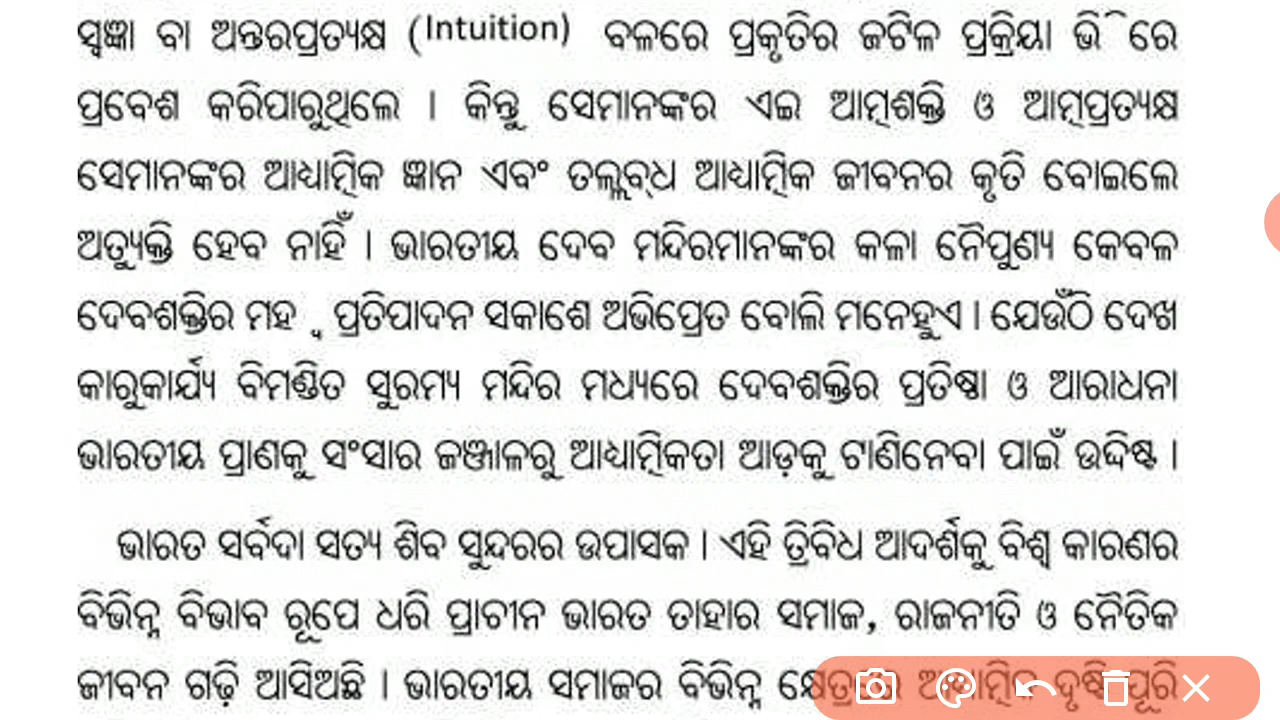 ସ୍ୱଜ୍ଞା ବା ଅନ୍ତରପ୍ରତ୍ୟକ୍ଷ (Intuition) ବଳରେ ପ୍ରକୃତିର ଜଟିଳ ପ୍ରକ୍ରିୟା
ପ୍ରବେଶ କରିପାରୁଥିଲେ । କିନ୍ତୁ ସେମାନଙ୍କର ଏଇ ଆତ୍ମଶକ୍ତି ଓ ଆତ୍ମପ୍ରତ୍ୟକ୍ଷ
ସେମାନଙ୍କର ଆଧ୍ୟାତ୍ମିକ ଜ୍ଞାନ ଏବଂ ତଲ୍ଲବ୍ଧ ଆଧ୍ୟାତ୍ମିକ ଜୀବନର କୃତି ବୋଇଲେ
ଅତ୍ୟୁକ୍ତି ହେବ ନାହିଁ । ଭାରତୀୟ ଦେବ ମନ୍ଦିରମାନଙ୍କର କଳା ନୈପୁଣ୍ୟ କେବଳ
ଦେବଶକ୍ତିର ପ୍ରତିପାଦନ ସକାଶେ ଅଭିପ୍ରେତ ବୋଲି ମନେହୁଏ । ଯେଉଁଠି ଦେଖ
କାରୁକାର୍ଯ୍ୟ ବିମଣ୍ଡିତ ସୁରମ୍ୟ ମନ୍ଦିର ମଧ୍ୟରେ ଦେବଶକ୍ତିର ପ୍ରତିଷ୍ଠା ଓ ଆରାଧନା
ଭାରତୀୟ ପ୍ରାଣକୁ ସଂସାର ଜଞ୍ଜାଳରୁ ଆଧ୍ୟାତ୍ମିକତା ଆଡ଼କୁ ଟାଣିନେବା ପାଇଁ ଉଦ୍ଦିଷ୍ଟ ।
ଭାରତ ସର୍ବଦା ସତ୍ୟ ଶିବ ସୁନ୍ଦରର ଉପାସକ । ଏହି ତ୍ରିବିଧ ଆଦର୍ଶକୁ ବିଶ୍ୱ କାରଣର
ବିଭିନ୍ନ ବିଭାବ ରୂପେ ଧରି ପ୍ରାଚୀନ ଭାରତ ତାହାର ସମାଜ, ରାଜନୀତି ଓ ନୈତିକ
ଜୀବନ ଗଢ଼ି ଆସିଅଛି । ଭାରତୀୟ ସମାଜର ବିଭିନ୍ନ କ୍ଷେତ୍ରରେ ଆଧ୍ୟାତ୍ମିକ ଦୃଷ୍ଟି